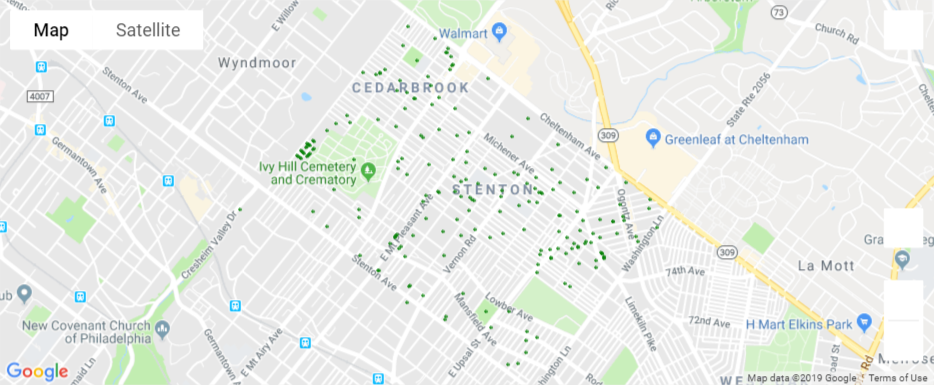 Map
Satellite
E Willow
Walmart
73
Church Rd
Wyndmoor
Stenton Ave
4007
CEDARBROOK
State Rte 2056
Cheltenham Ave
309
Greenleaf at Cheltenham
Michener Ave
Germantown Ave
Ivy Hill Cemetery
and Crematory
STENTON
Ogontz Ave
E Mt Pleasant Ave
Cresheim Valley Dr
Washington Ln
Vernon Rd
309
La Mott
Stenton Ave
74th Ave
Lowber Ave
Mansfield Ave
Limekiln Pike
72nd Ave
H Mart Elkins Park
New Covenant Church
of Philadelphia
Germantown
E Mt Airy Ave
E Upsal St
Washington Ln
Google
Map data ©2019 Google
Terms of Use